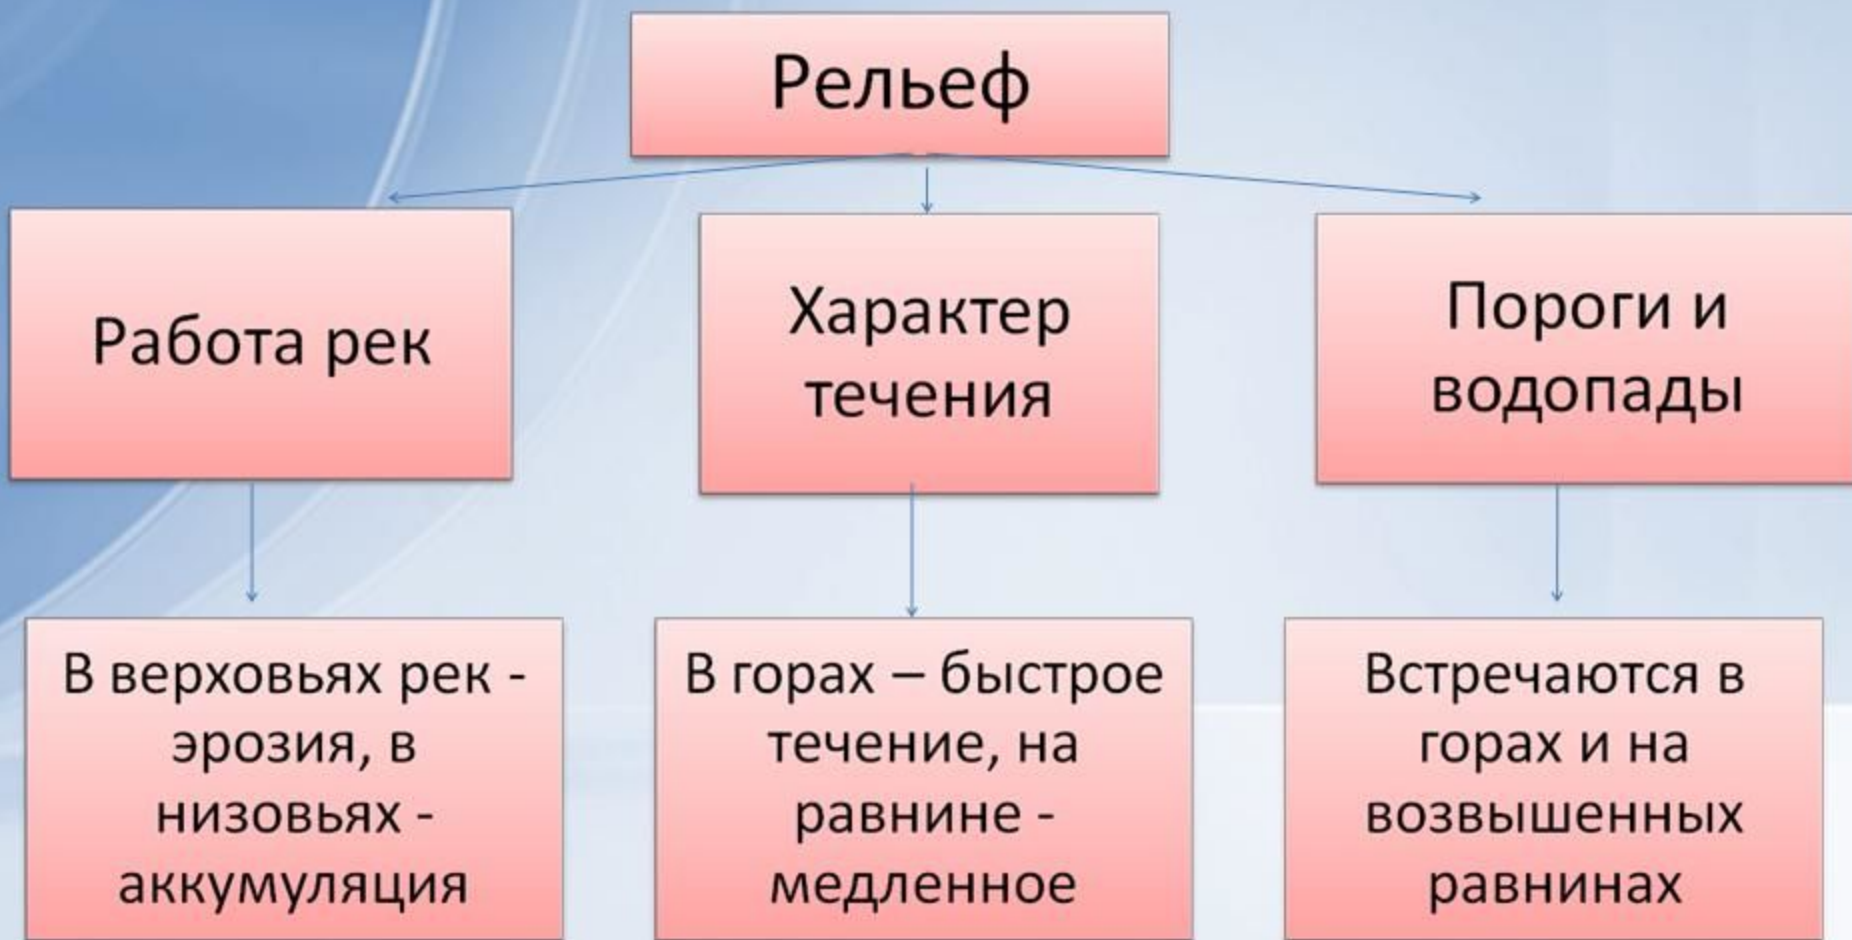 Рельеф
Работа рек
Характер
течения
Пороги и
водопады
В верховьях рек -
эрозия, в
низовьях -
аккумуляция
В горах – быстрое
течение, на
равнине -
медленное
Встречаются в
горах и на
возвышенных
равнинах